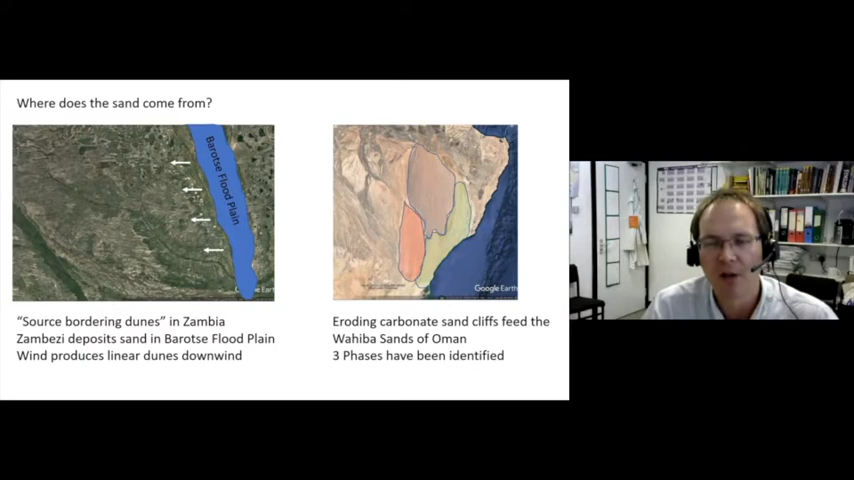 Where does the sand come from?
Barotse Flood Plain
Google Earth
"Source bordering dunes" in Zambia
Zambezi deposits sand in Barotse Flood Plain
Wind produces linear dunes downwind
Eroding carbonate sand cliffs feed the
Wahiba Sands of Oman
3 Phases have been identified